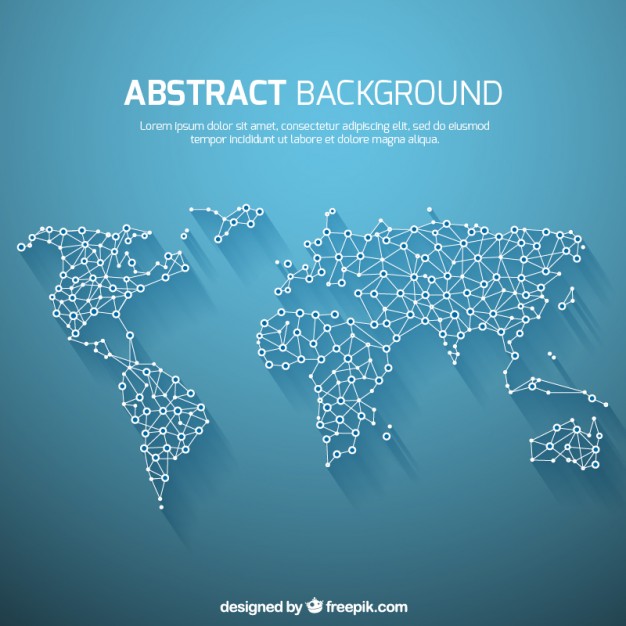 ABSTRACT BACKGROUND
Lorem ipsum dolor sit amet, consectetur adipiscing elit, sed do eiusmod
tempor incididunt ut labore et dolore magna aliqua.
designed by freepik.com